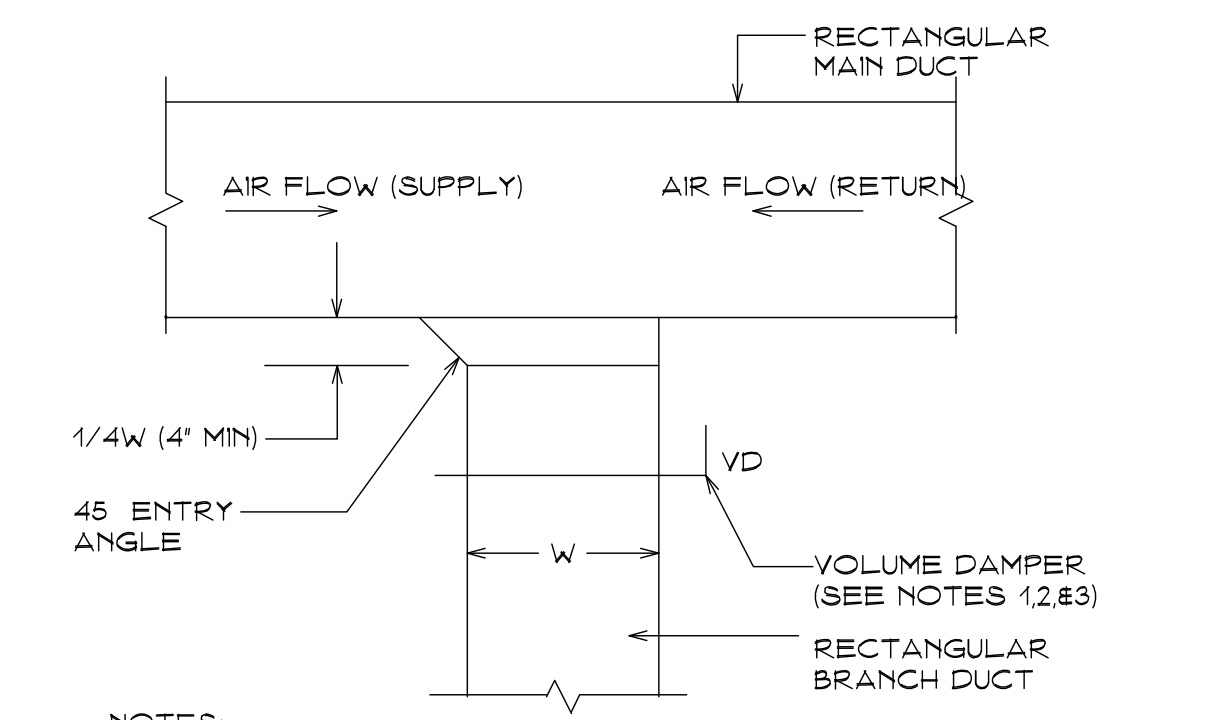 RECTANGULAR
MAIN DUCT
AIR FLOW (SUPPLY)
AIR FLOW (RETURN)
1/4W (4" MIN)
VD
45 ENTRY
ANGLE
W
VOLUME DAMPER
(SEE NOTES 1,2,&3)
RECTANGULAR
BRANCH DUCT
NOTES: